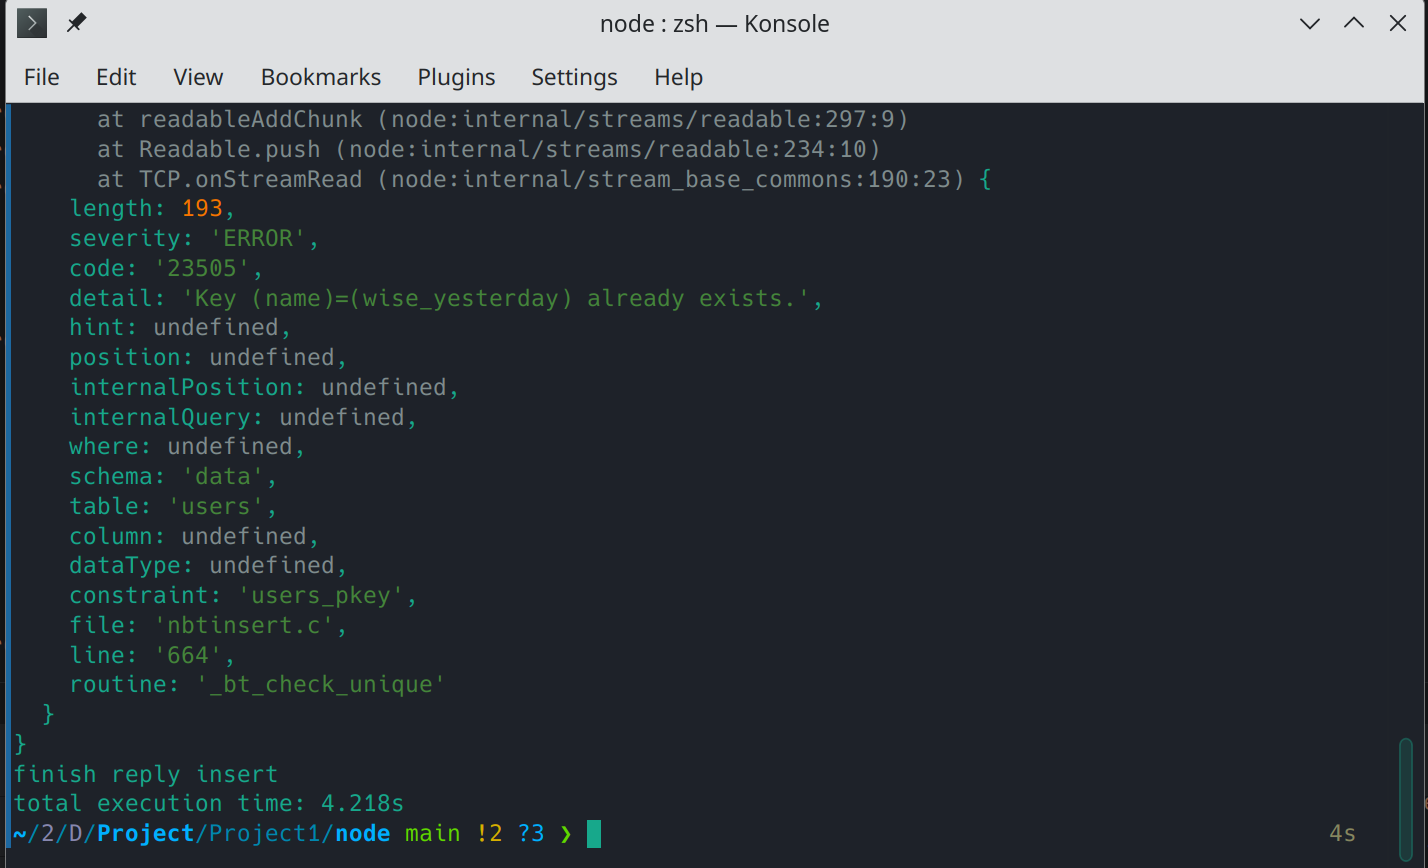 node : zsh — Konsole
File Edit View Bookmarks Plugins Settings Help
at readableAddChunk (node:internal/streams/readable:297:9)
at Readable.push (node:internal/streams/readable:234:10)
at TCP.onStreamRead (node:internal/stream_base_commons:190:23) {
length: 193,
severity: 'ERROR',
code: '23505',
detail: 'Key (name)=(wise_yesterday) already exists.',
hint: undefined,
position: undefined,
internalPosition: undefined,
internalQuery: undefined,
where: undefined,
schema: 'data',
table: 'users',
column: undefined,
dataType: undefined,
constraint: 'users_pkey',
file: 'nbtinsert.c',
line: '664',
routine: '_bt_check_unique'
}
}
finish reply insert
total execution time: 4.218s
~/2/D/Project/Project1/node main !2 ?3 ❯ 4s